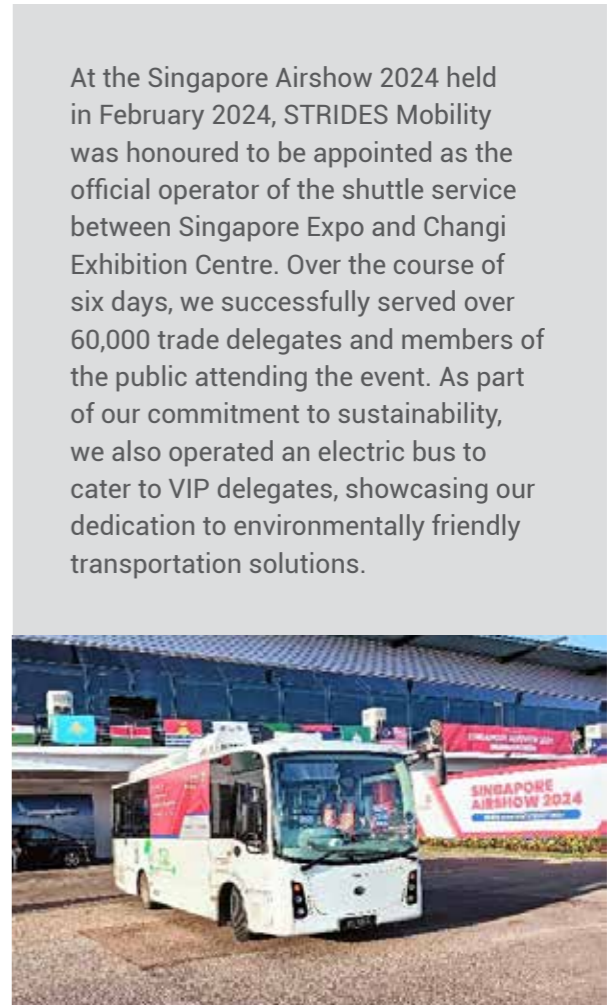 At the Singapore Airshow 2024 held
in February 2024, STRIDES Mobility
was honoured to be appointed as the
official operator of the shuttle service
between Singapore Expo and Changi
Exhibition Centre. Over the course of
six days, we successfully served over
60,000 trade delegates and members of
the public attending the event. As part
of our commitment to sustainability,
we also operated an electric bus to
cater to VIP delegates, showcasing our
dedication to environmentally friendly
transportation solutions.
SINGAPORE AIRSHOW 2024
SINGAPORE
AIRSHOW 2024